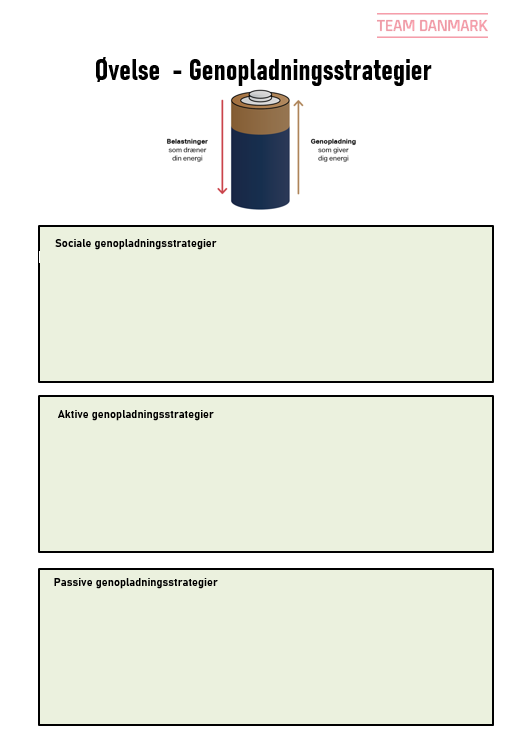 TEAM DANMARK
Øvelse - Genopladningsstrategier
Belastninger
som dræner
din energi
Genopladning
som giver
dig energi
Sociale genopladningsstrategier
Aktive genopladningsstrategier
Passive genopladningsstrategier